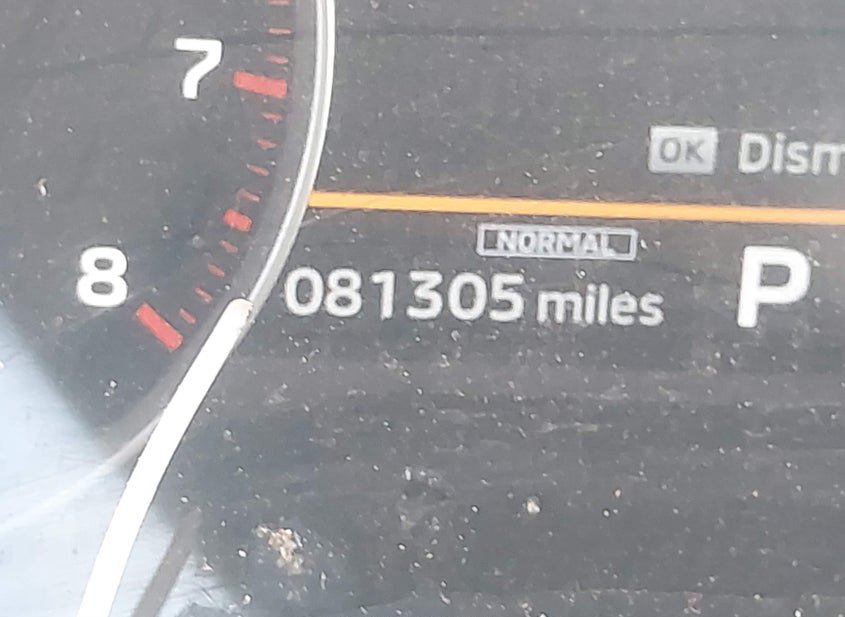 7
OK Dism
NORMAL
8
081305 miles P